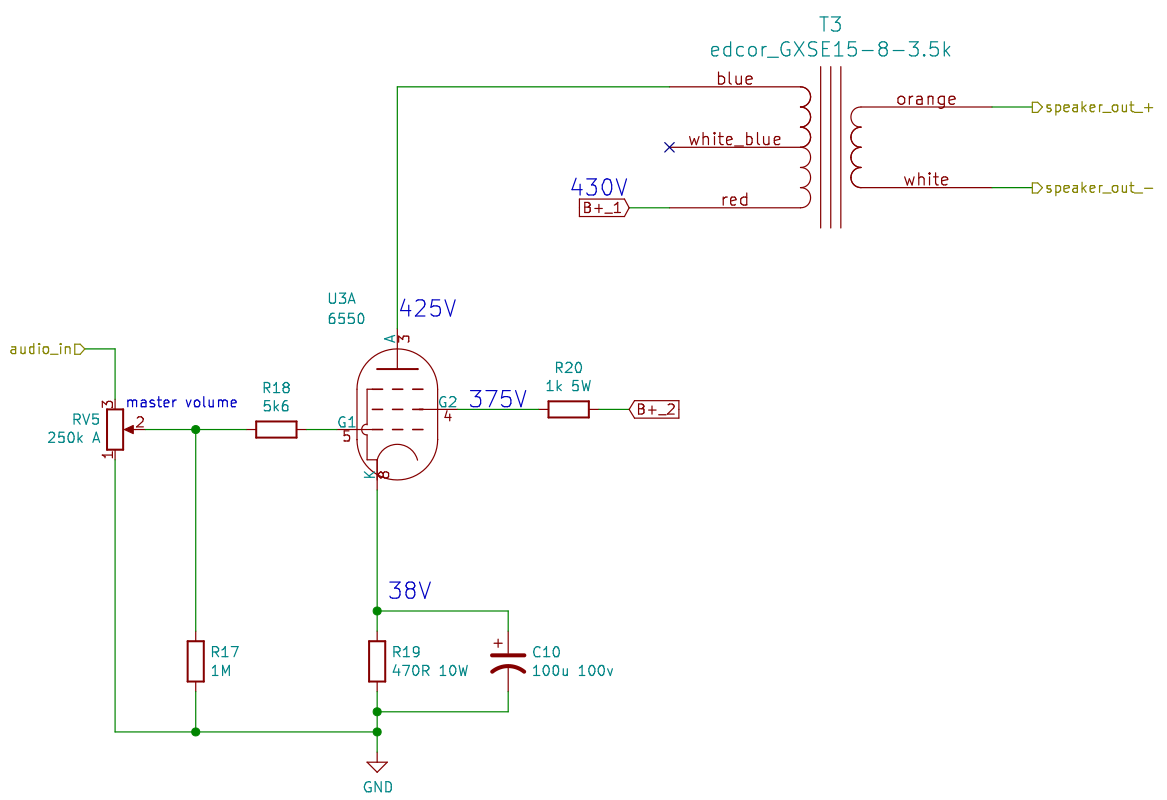 T3
edcor_GXSE15-8-3.5k
blue
orange
speaker_out_+
white_blue
430V
white
speaker_out_-
B+_1
red
U3A
6550
425V
A
3
audio_in
R20
1k 5W
R18
5k6
375V
master volume
3
G2
B+_2
4
RV5
250k A
2
G1
5
1
K
8
38V
R17
1M
R19
470R 10W
+
C10
100u 100v
GND